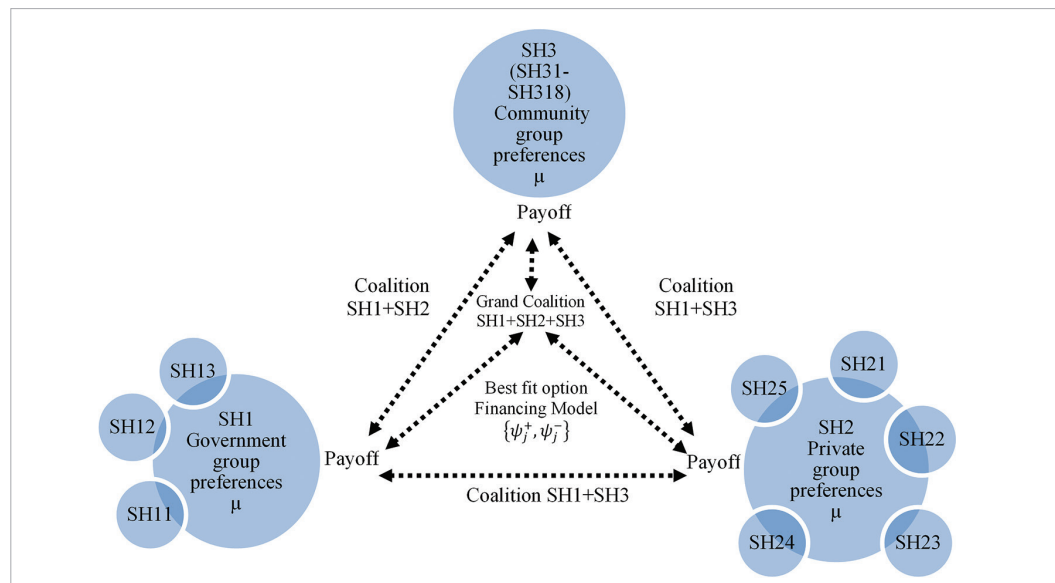 SH3
(SH31-
SH318)
Community
group
preferences
μ
Payoff
Coalition
SH1+SH2
Coalition
SH1+SH3
Grand Coalition
SH1+SH2+SH3
Best fit option
Financing Model
{ψ_j^+, ψ_j^-}
SH13
SH12
SH11
SH1
Government
group
preferences
μ
Payoff
Coalition SH1+SH3
Payoff
SH21
SH25
SH22
SH2
Private
group
preferences
μ
SH24
SH23